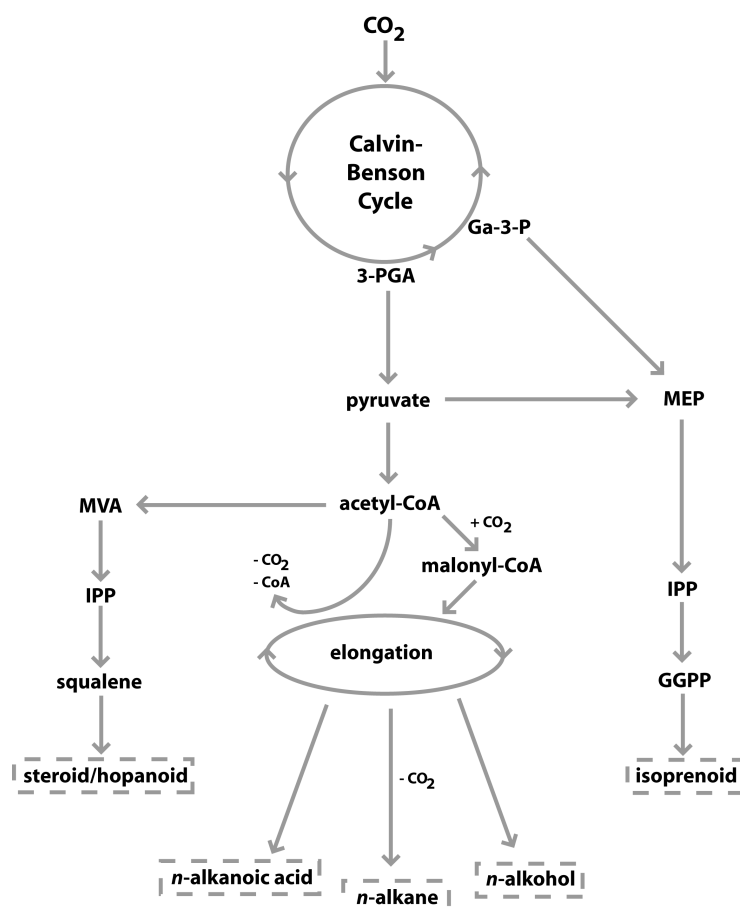 CO₂
Calvin-
Benson
Cycle
Ga-3-P
3-PGA
pyruvate
MEP
MVA
acetyl-CoA
+ CO₂
- CO₂
- CoA
malonyl-CoA
IPP
IPP
elongation
squalene
GGPP
steroid/hopanoid
- CO₂
isoprenoid
n-alkanoic acid
n-alkane
n-alkohol